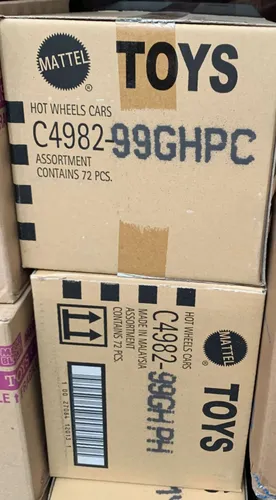 MATTEL
®
TOYS
HOT WHEELS CARS
C4982-99GHPC
ASSORTMENT
CONTAINS 72 PCS.
MATTEL
®
TOYS
HOT WHEELS CARS
C4982-99GHPH
MADE IN MALAYSIA
ASSORTMENT
CONTAINS 72 PCS.